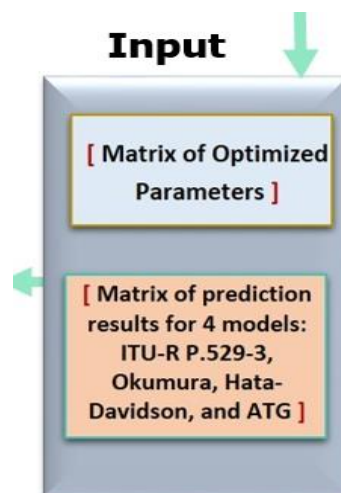 Input
[ Matrix of Optimized
Parameters ]
[ Matrix of prediction
results for 4 models:
ITU-R P.529-3,
Okumura, Hata-
Davidson, and ATG ]